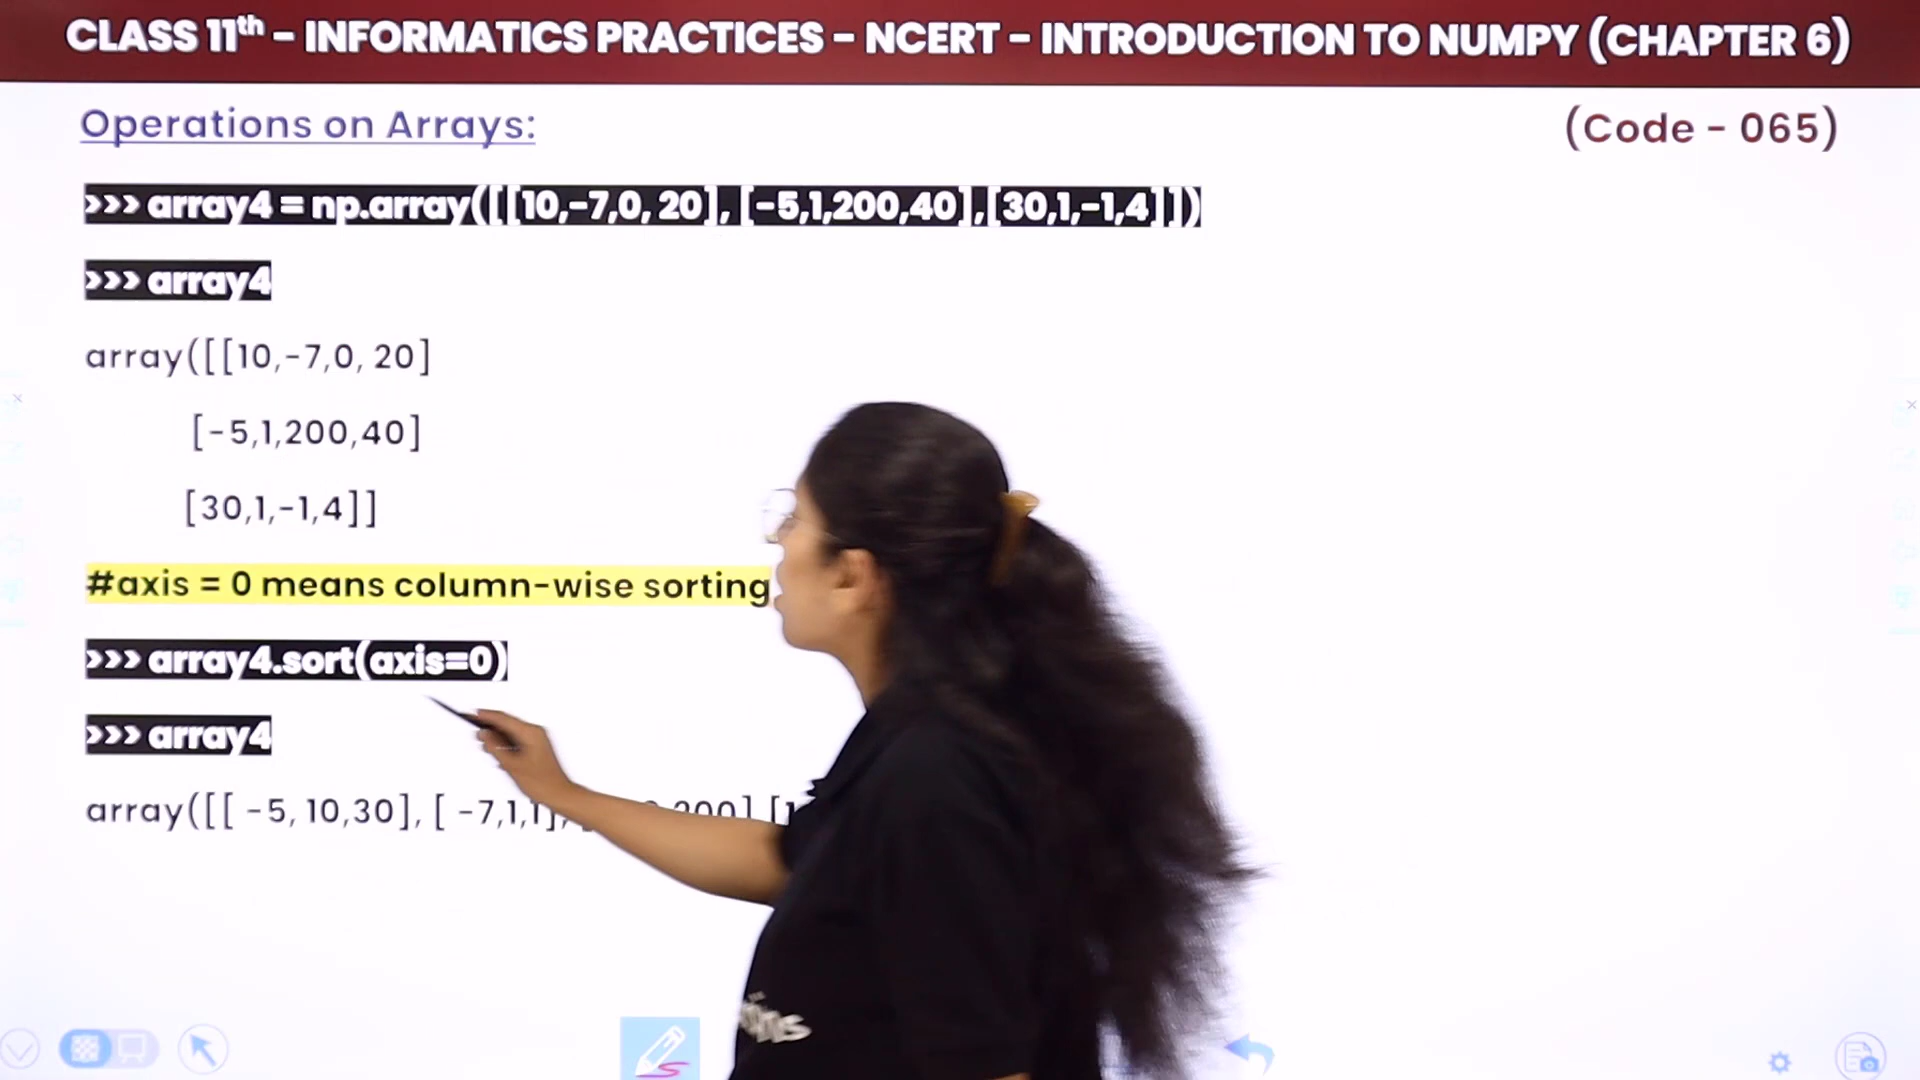 CLASS 11th - INFORMATICS PRACTICES - NCERT - INTRODUCTION TO NUMPY (CHAPTER 6)
Operations on Arrays:
(Code - 065)
>>> array4 = np.array([[10,-7,0, 20], [-5,1,200,40],[30,1,-1,4]])
>>> array4
array([[10,-7,0, 20]
[-5,1,200,40]
[30,1,-1,4]]
#axis = 0 means column-wise sorting
>>> array4.sort(axis=0)
>>> array4
array([[ -5, 10,30], [ -7,1,1], 200]